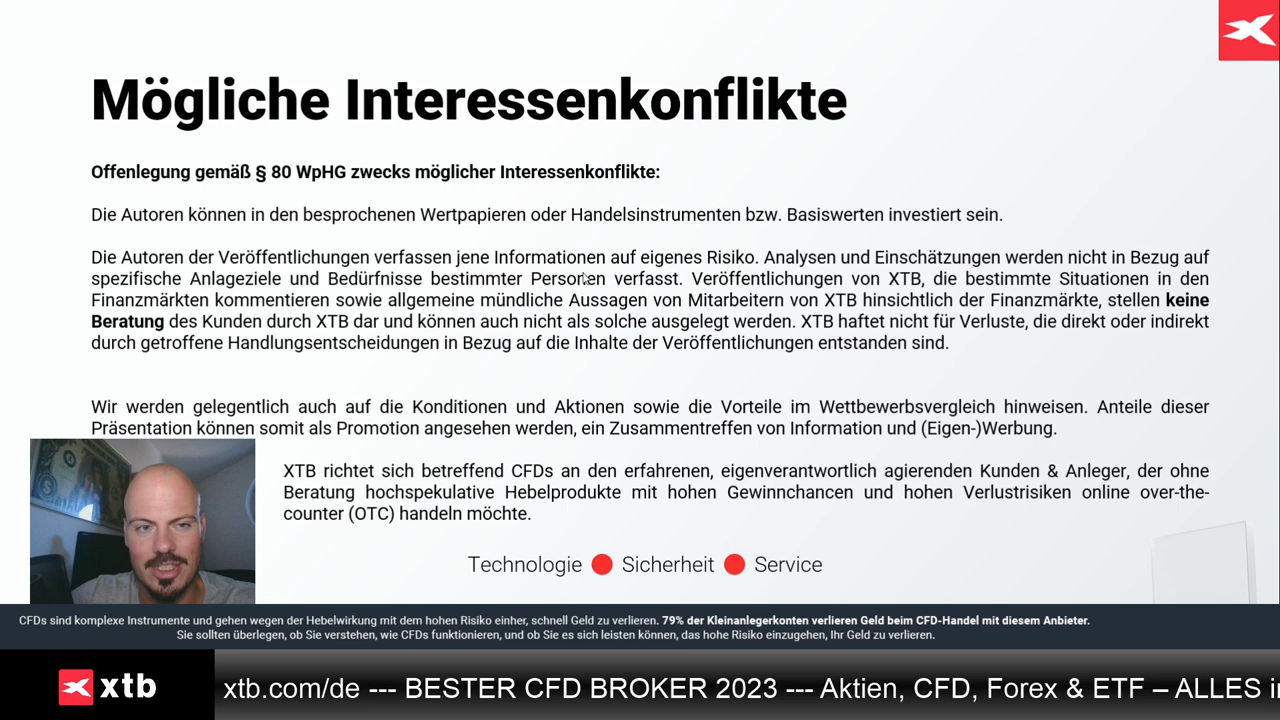 Mögliche Interessenkonflikte
Offenlegung gemäß § 80 WpHG zwecks möglicher Interessenkonflikte:
Die Autoren können in den besprochenen Wertpapieren oder Handelsinstrumenten bzw. Basiswerten investiert sein.
Die Autoren der Veröffentlichungen verfassen jene Informationen auf eigenes Risiko. Analysen und Einschätzungen werden nicht in Bezug auf
spezifische Anlageziele und Bedürfnisse bestimmter Personen verfasst. Veröffentlichungen von XTB, die bestimmte Situationen in den
Finanzmärkten kommentieren sowie allgemeine mündliche Aussagen von Mitarbeitern von XTB hinsichtlich der Finanzmärkte, stellen keine
Beratung des Kunden durch XTB dar und können auch nicht als solche ausgelegt werden. XTB haftet nicht für Verluste, die direkt oder indirekt
durch getroffene Handlungsentscheidungen in Bezug auf die Inhalte der Veröffentlichungen entstanden sind.
Wir werden gelegentlich auch auf die Konditionen und Aktionen sowie die Vorteile im Wettbewerbsvergleich hinweisen. Anteile dieser
Präsentation können somit als Promotion angesehen werden, ein Zusammentreffen von Information und (Eigen-)Werbung.
XTB richtet sich betreffend CFDs an den erfahrenen, eigenverantwortlich agierenden Kunden & Anleger, der ohne
Beratung hochspekulative Hebelprodukte mit hohen Gewinnchancen und hohen Verlustrisiken online over-the-
counter (OTC) handeln möchte.
Technologie Sicherheit Service
CFDs sind komplexe Instrumente und gehen wegen der Hebelwirkung mit dem hohen Risiko einher, schnell Geld zu verlieren. 79% der Kleinanlegerkonten verlieren Geld beim CFD-Handel mit diesem Anbieter.
Sie sollten überlegen, ob Sie verstehen, wie CFDs funktionieren, und ob Sie es sich leisten können, das hohe Risiko einzugehen, Ihr Geld zu verlieren.
xtb xtb.com/de --- BESTER CFD BROKER 2023 --- Aktien, CFD, Forex & ETF – ALLES i